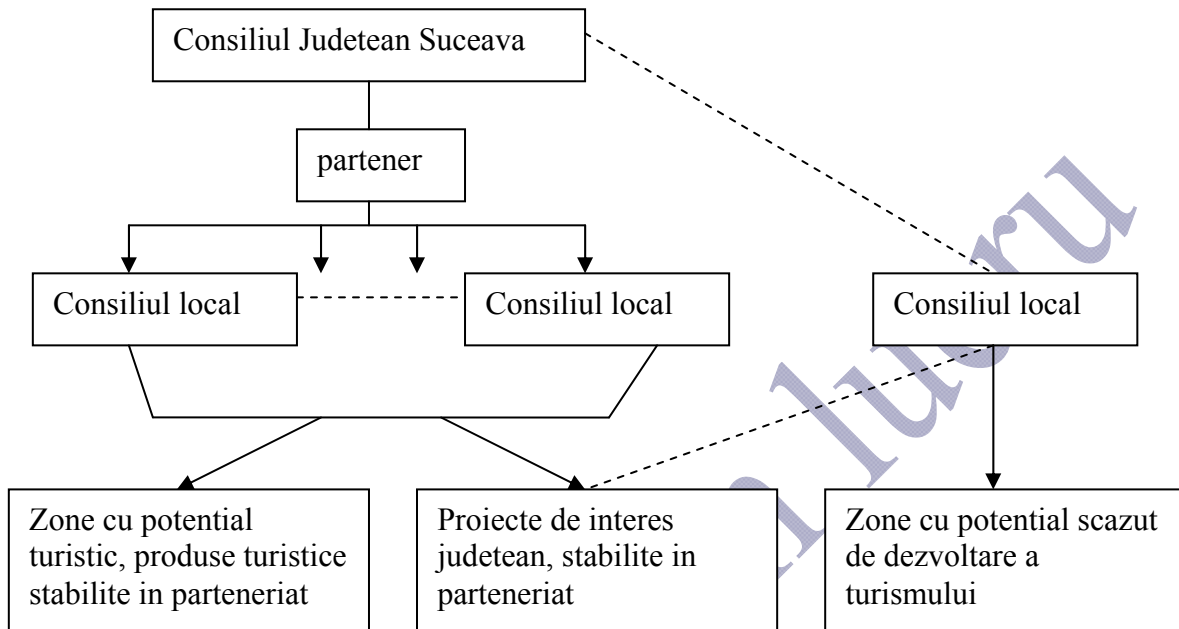 Consiliul Judetean Suceava
partener
Consiliul local
Consiliul local
Consiliul local
Zone cu potential
turistic, produse turistice
stabilite in parteneriat
Proiecte de interes
judetean, stabilite in
parteneriat
Zone cu potential scazut
de dezvoltare a
turismului
n lucru